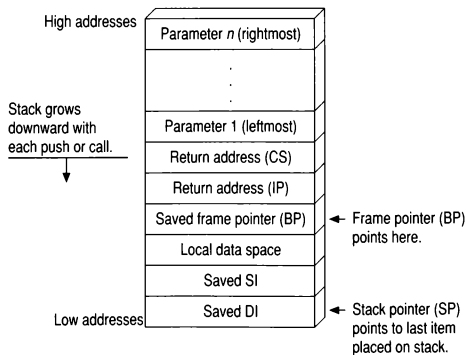 High addresses
Parameter n (rightmost)
.
.
.
Stack grows
downward with
each push or call.
Parameter 1 (leftmost)
Return address (CS)
Return address (IP)
Saved frame pointer (BP)
Frame pointer (BP)
points here.
Local data space
Saved SI
Saved DI
Low addresses
Stack pointer (SP)
points to last item
placed on stack.